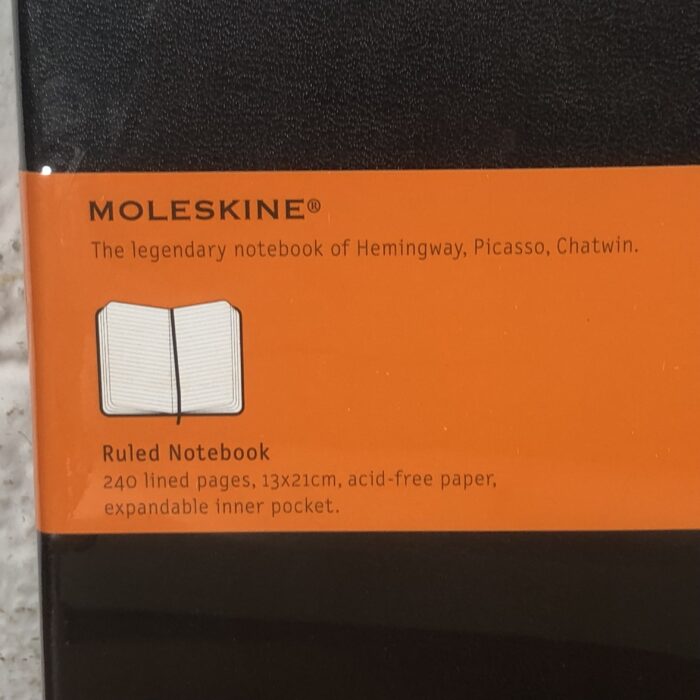 MOLESKINE®
The legendary notebook of Hemingway, Picasso, Chatwin.
Ruled Notebook
240 lined pages, 13x21cm, acid-free paper,
expandable inner pocket.